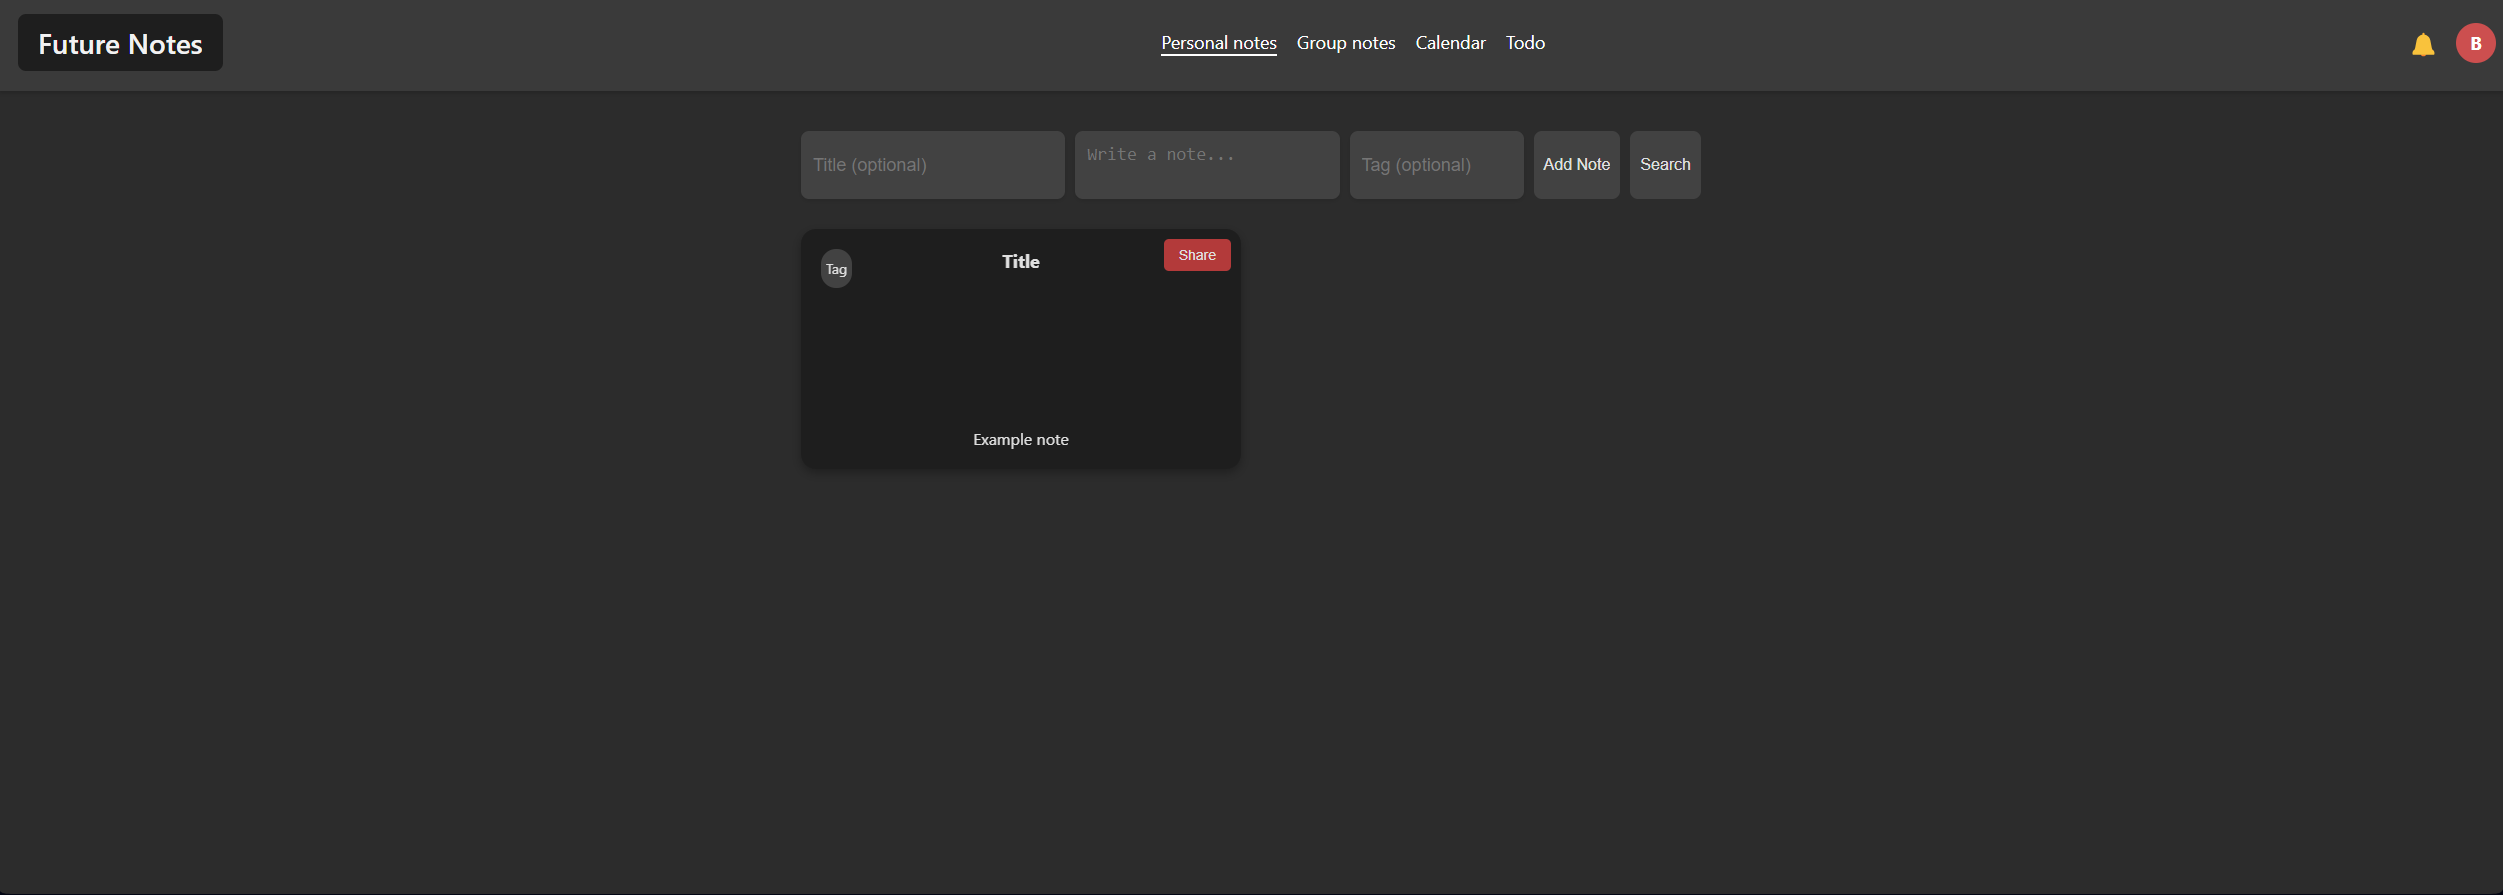 Future Notes
Personal notes Group notes Calendar Todo
B
Title (optional)
Write a note...
Tag (optional)
Add Note
Search
Tag
Title
Share
Example note